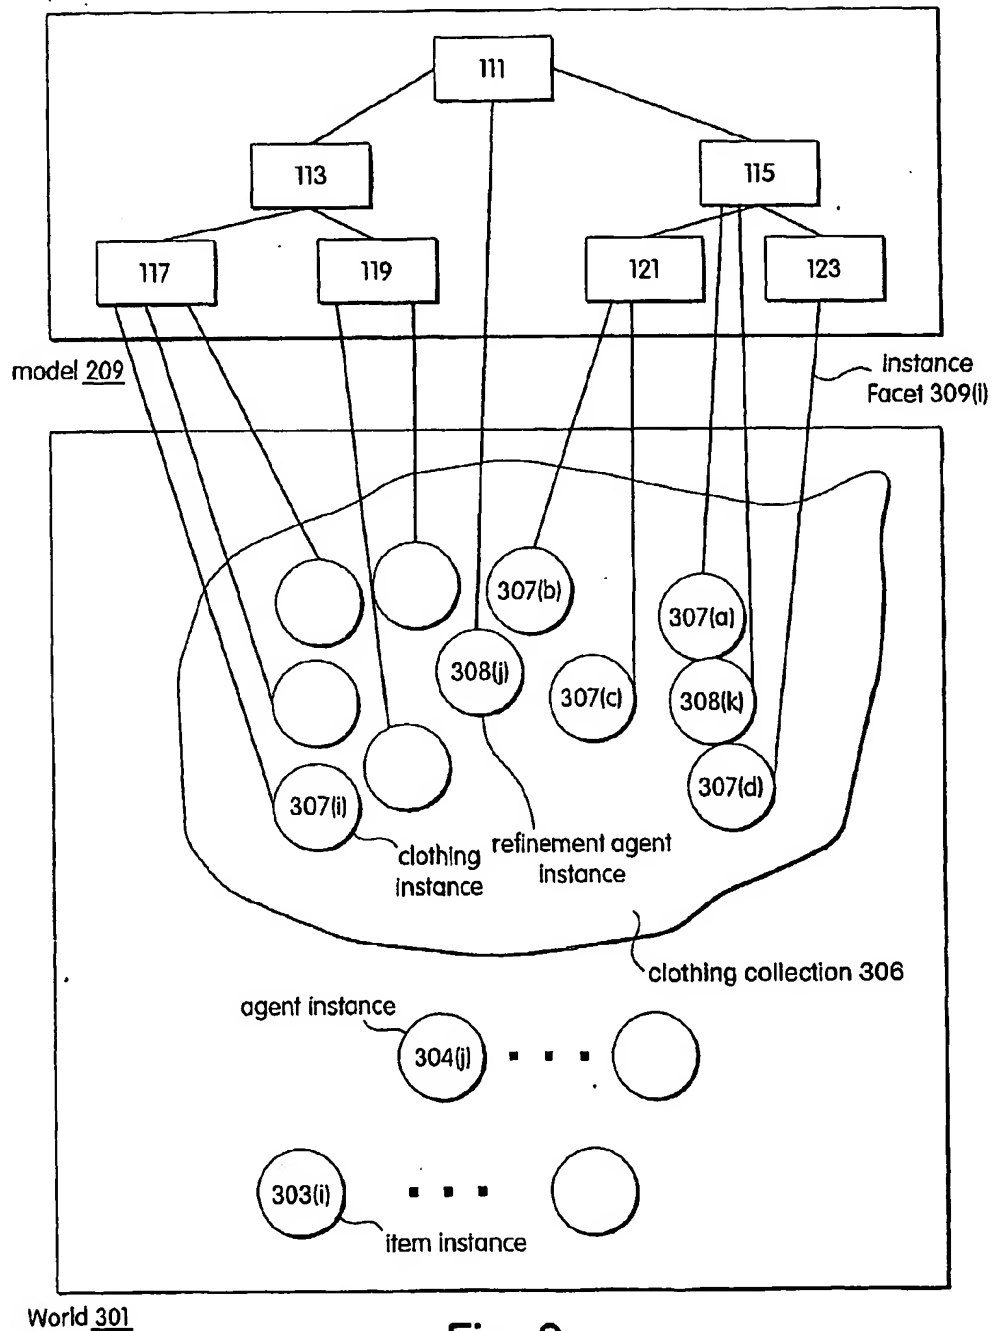 111
113
115
117
119
121
123
model 209
instance
Facet 309(i)
307(b)
307(a)
308(j)
307(c)
308(k)
307(d)
307(i)
clothing
instance
refinement agent
instance
clothing collection 306
agent instance
304(j)
303(i)
item instance
World 301